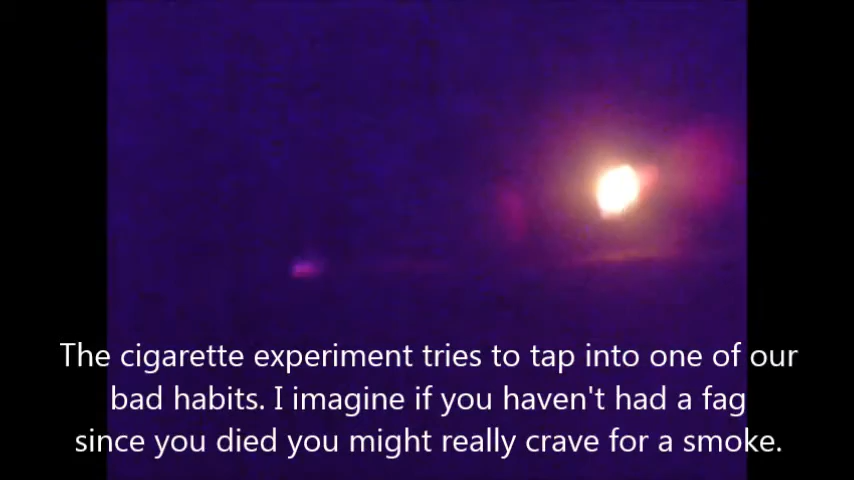 The cigarette experiment tries to tap into one of our
bad habits. I imagine if you haven't had a fag
since you died you might really crave for a smoke.